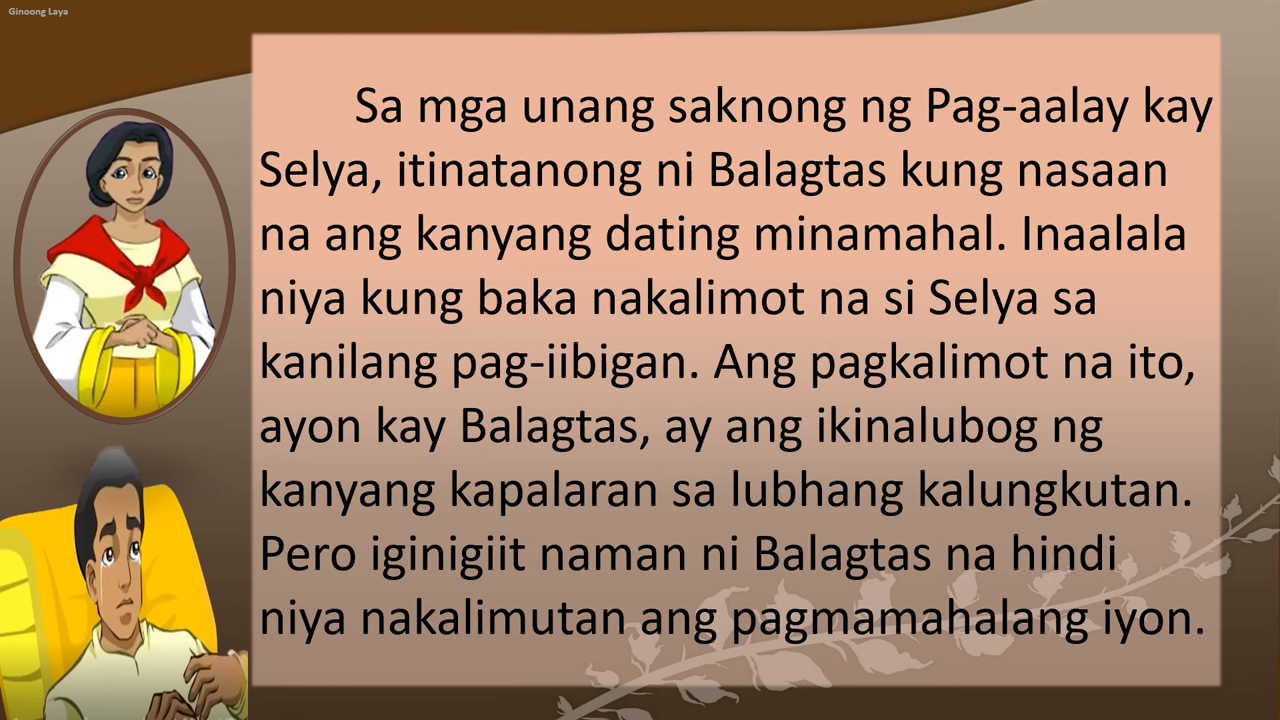 Ginoong Laya
Sa mga unang saknong ng Pag-aalay kay
Selya, itinatanong ni Balagtas kung nasaan
na ang kanyang dating minamahal. Inaalala
niya kung baka nakalimot na si Selya sa
kanilang pag-iibigan. Ang pagkalimot na ito,
ayon kay Balagtas, ay ang ikinalubog ng
kanyang kapalaran sa lubhang kalungkutan.
Pero iginigiit naman ni Balagtas na hindi
niya nakalimutan ang pagmamahalang iyon.